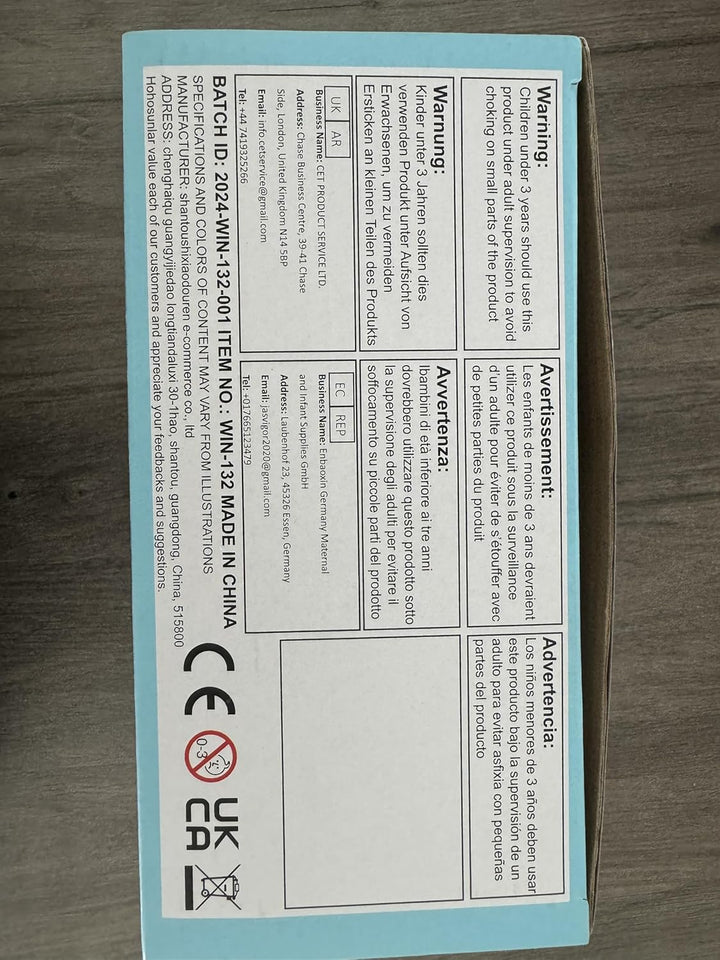 Warning:
Children under 3 years should use this
product under adult supervision to avoid
choking on small parts of the product
Avertissement:
Les enfants de moins de 3 ans devraient
utilizer ce produit sous la surveillance
d'un adulte pour éviter de s'étouffer avec
de petites parties du produit
Advertencia:
Los niños menores de 3 años deben usar
este producto bajo la supervisión de un
adulto para evitar asfixia con pequeñas
partes del producto
Warnung:
Kinder unter 3 Jahren sollten dies
verwenden Produkt unter Aufsicht von
Erwachsenen, um zu vermeiden
Ersticken an kleinen Teilen des Produkts
Avvertenza:
Ibambini di età inferiore ai tre anni
dovrebbero utilizzare questo prodotto sotto
la supervisione degli adulti per evitare il
soffocamento su piccole parti del prodotto
UK AR
Business Name: CET PRODUCT SERVICE LTD.
Address: Chase Business Centre, 39-41 Chase
Side, London, United Kingdom N14 5BP
Email: info.cetservice@gmail.com
Tel: +44 7419325266
EC REP
Business Name: Enbaoxin Germany Maternal
and Infant Supplies GmbH
Address: Laubenhof 23, 45326 Essen, Germany
Email: jasvigor2020@gmail.com
Tel: +017665123479
BATCH ID: 2024-WIN-132-001 ITEM NO.: WIN-132 MADE IN CHINA
SPECIFICATIONS AND COLORS OF CONTENT MAY VARY FROM ILLUSTRATIONS
MANUFACTURER: shantoushixiaodouren e-commerce co., ltd
ADDRESS: chenghaiqu guangyijiedao longtiandaluxi 30-1hao, shantou, guangdong, China, 515800
Hohosunlar value each of our customers and appreciate your feedbacks and suggestions.
CE
0-3
UK
CA